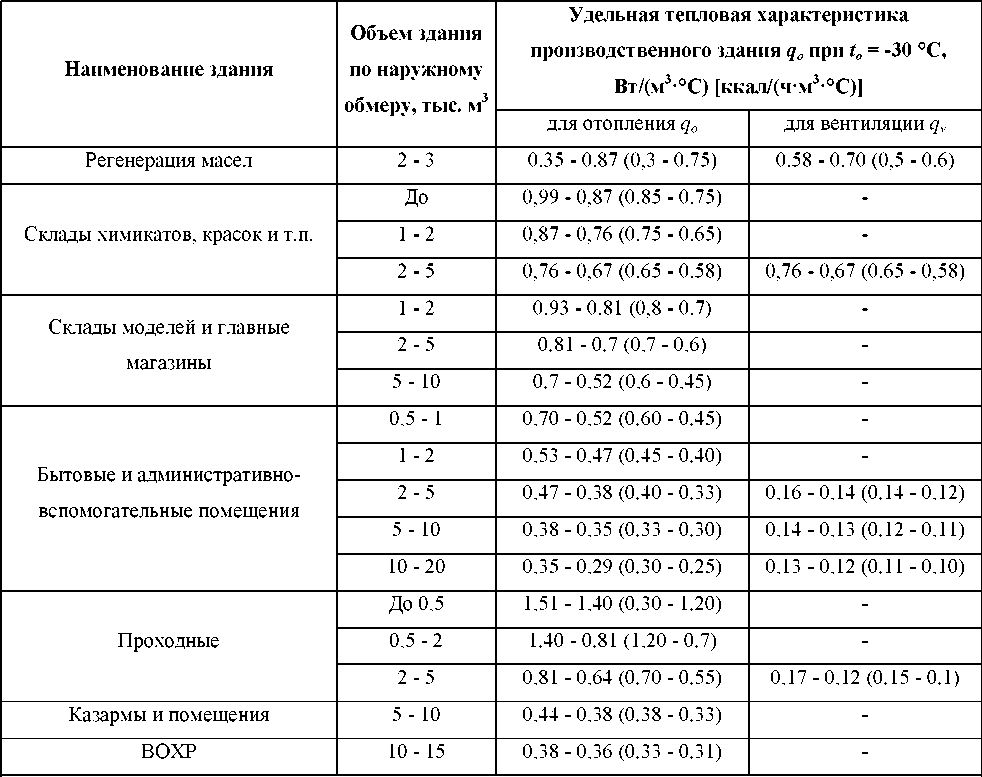 Наименование здания
Объем здания по наружному обмеру, тыс. м³
Удельная тепловая характеристика производственного здания qₒ при tₒ = -30 °С, Вт/(м³·°С) [ккал/(ч·м³·°С)]
для отопления qₒ
для вентиляции qᵥ
Регенерация масел 2 - 3 0.35 - 0.87 (0,3 - 0.75) 0.58 - 0.70 (0,5 - 0.6)
Склады химикатов, красок и т.п.
До 0,99 - 0,87 (0.85 - 0.75) -
1 - 2 0,87 - 0,76 (0.75 - 0.65) -
2 - 5 0,76 - 0,67 (0.65 - 0.58) 0,76 - 0,67 (0.65 - 0,58)
Склады моделей и главные
магазины
1 - 2 0.93 - 0.81 (0,8 - 0.7) -
2 - 5 0.81 - 0.7 (0.7 - 0,6) -
5 - 10 0.7 - 0.52 (0.6 - 0.45) -
Бытовые и административно-
вспомогательные помещения
0.5 - 1 0.70 - 0.52 (0.60 - 0.45) -
1 - 2 0.53 - 0.47 (0.45 - 0.40) -
2 - 5 0.47 - 0.38 (0.40 - 0.33) 0.16 - 0.14 (0.14 - 0.12)
5 - 10 0.38 - 0.35 (0.33 - 0.30) 0.14 - 0.13 (0.12 - 0.11)
10 - 20 0.35 - 0.29 (0.30 - 0.25) 0.13 - 0.12 (0.11 - 0.10)
Проходные
До 0.5 1.51 - 1.40 (0.30 - 1.20) -
0.5 - 2 1.40 - 0.81 (1.20 - 0.7) -
2 - 5 0,81 - 0,64 (0.70 - 0.55) 0,17 - 0,12 (0.15 - 0.1)
Казармы и помещения 5 - 10 0.44 - 0.38 (0.38 - 0.33) -
ВОХР 10 - 15 0.38 - 0.36 (0.33 - 0.31) -